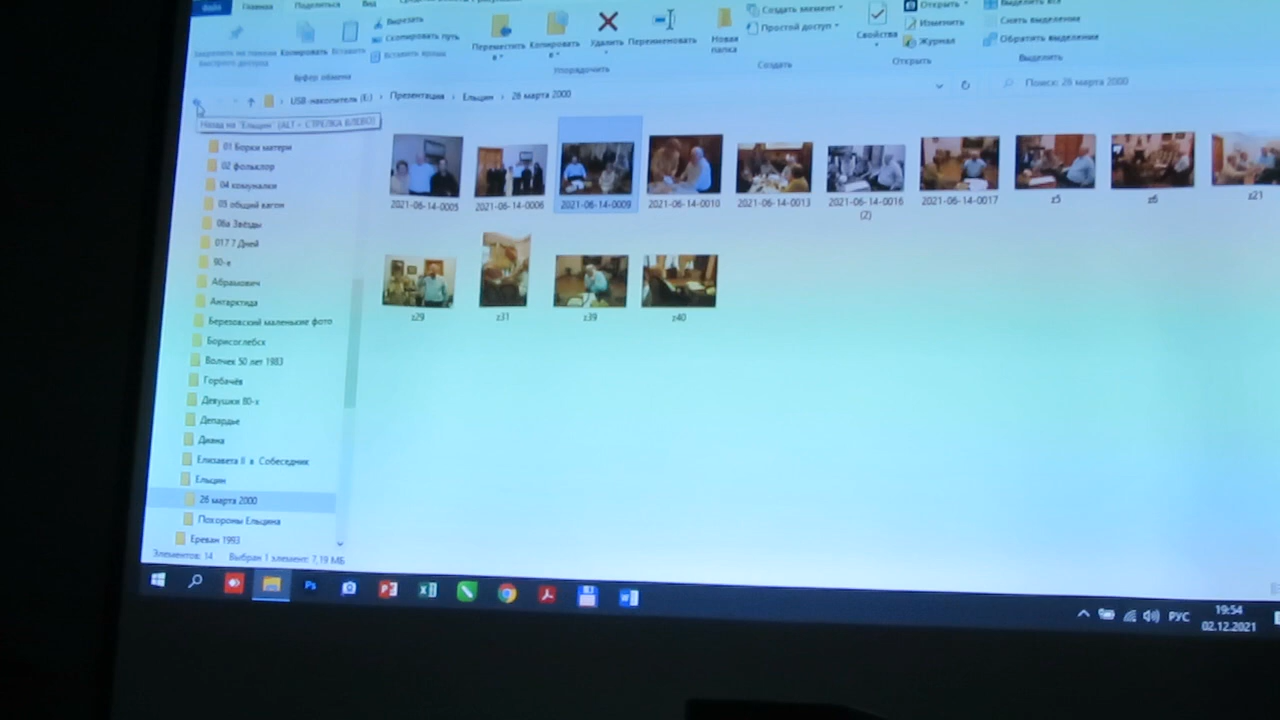 Файл Главная Поделиться Вид
Вырезать
Скопировать путь
Вставить ярлык
Копировать Вставить
Переместить в
Копировать в
Удалить Переименовать
Новая папка
Создать элемент
Простой доступ
Свойства
Открыть
Изменить
Журнал
Выделить все
Снять выделение
Обратить выделение
Буфер обмена
Упорядочить
Создать
Открыть
Выделить
USB-накопитель (E:) › Презентация › Ельцин › 26 марта 2000
Поиск: 26 марта 2000
Назад на "Ельцин" (ALT + СТРЕЛКА ВЛЕВО)
01 Борки матери
02 фольклор
04 комуналки
05 общий вагон
06а Звёзды
017 7 Дней
90-е
Абрамович
Антарктида
Березовский маленькие фото
Борисоглебск
Волчек 50 лет 1983
Горбачёв
Девушки 80-х
Депардье
Диана
Елизавета II в Собеседник
Ельцин
26 марта 2000
Похороны Ельцина
Ереван 1993
2021-06-14-0005
2021-06-14-0006
2021-06-14-0009
2021-06-14-0010
2021-06-14-0013
2021-06-14-0016 (2)
2021-06-14-0017
z5
z6
z21
z29
z31
z39
z40
Элементов: 14 Выбран 1 элемент: 7,19 МБ
РУС
19:54
02.12.2021